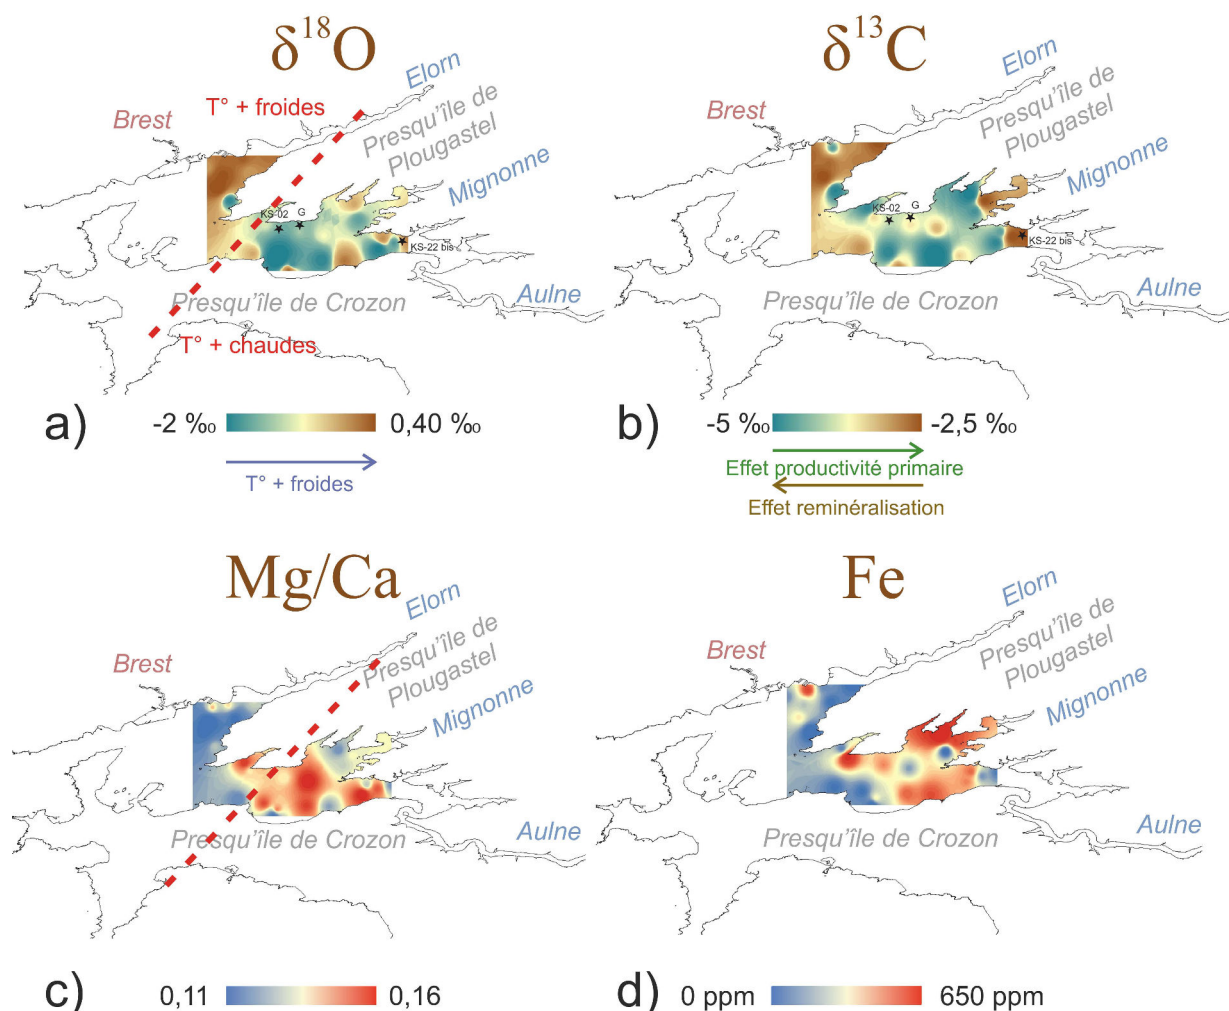 δ18O
Elorn
T° + froides
Presqu'île de
Plougastel
Brest
Mignonne
KS-02
G
KS-22 bis
Aulne
Presqu'île de Crozon
T° + chaudes
a)
-2 ‰
0,40 ‰
T° + froides
δ13C
Elorn
Presqu'île de
Plougastel
Brest
Mignonne
KS-02
G
KS-22 bis
Aulne
Presqu'île de Crozon
b)
-5 ‰
-2,5 ‰
Effet productivité primaire
Effet reminéralisation
Mg/Ca
Elorn
Presqu'île de
Plougastel
Brest
Mignonne
Aulne
Presqu'île de Crozon
c)
0,11
0,16
Fe
Elorn
Presqu'île de
Plougastel
Brest
Mignonne
Aulne
Presqu'île de Crozon
d)
0 ppm
650 ppm